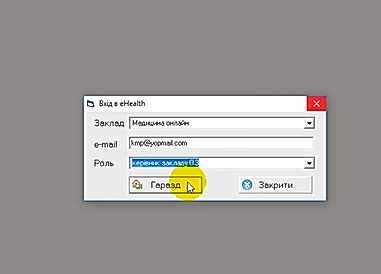 Вхід в eHealth
Заклад Медицина онлайн
e-mail kmp@yopmail.com
Роль керівник закладу ОЗ
Гаразд Закрити